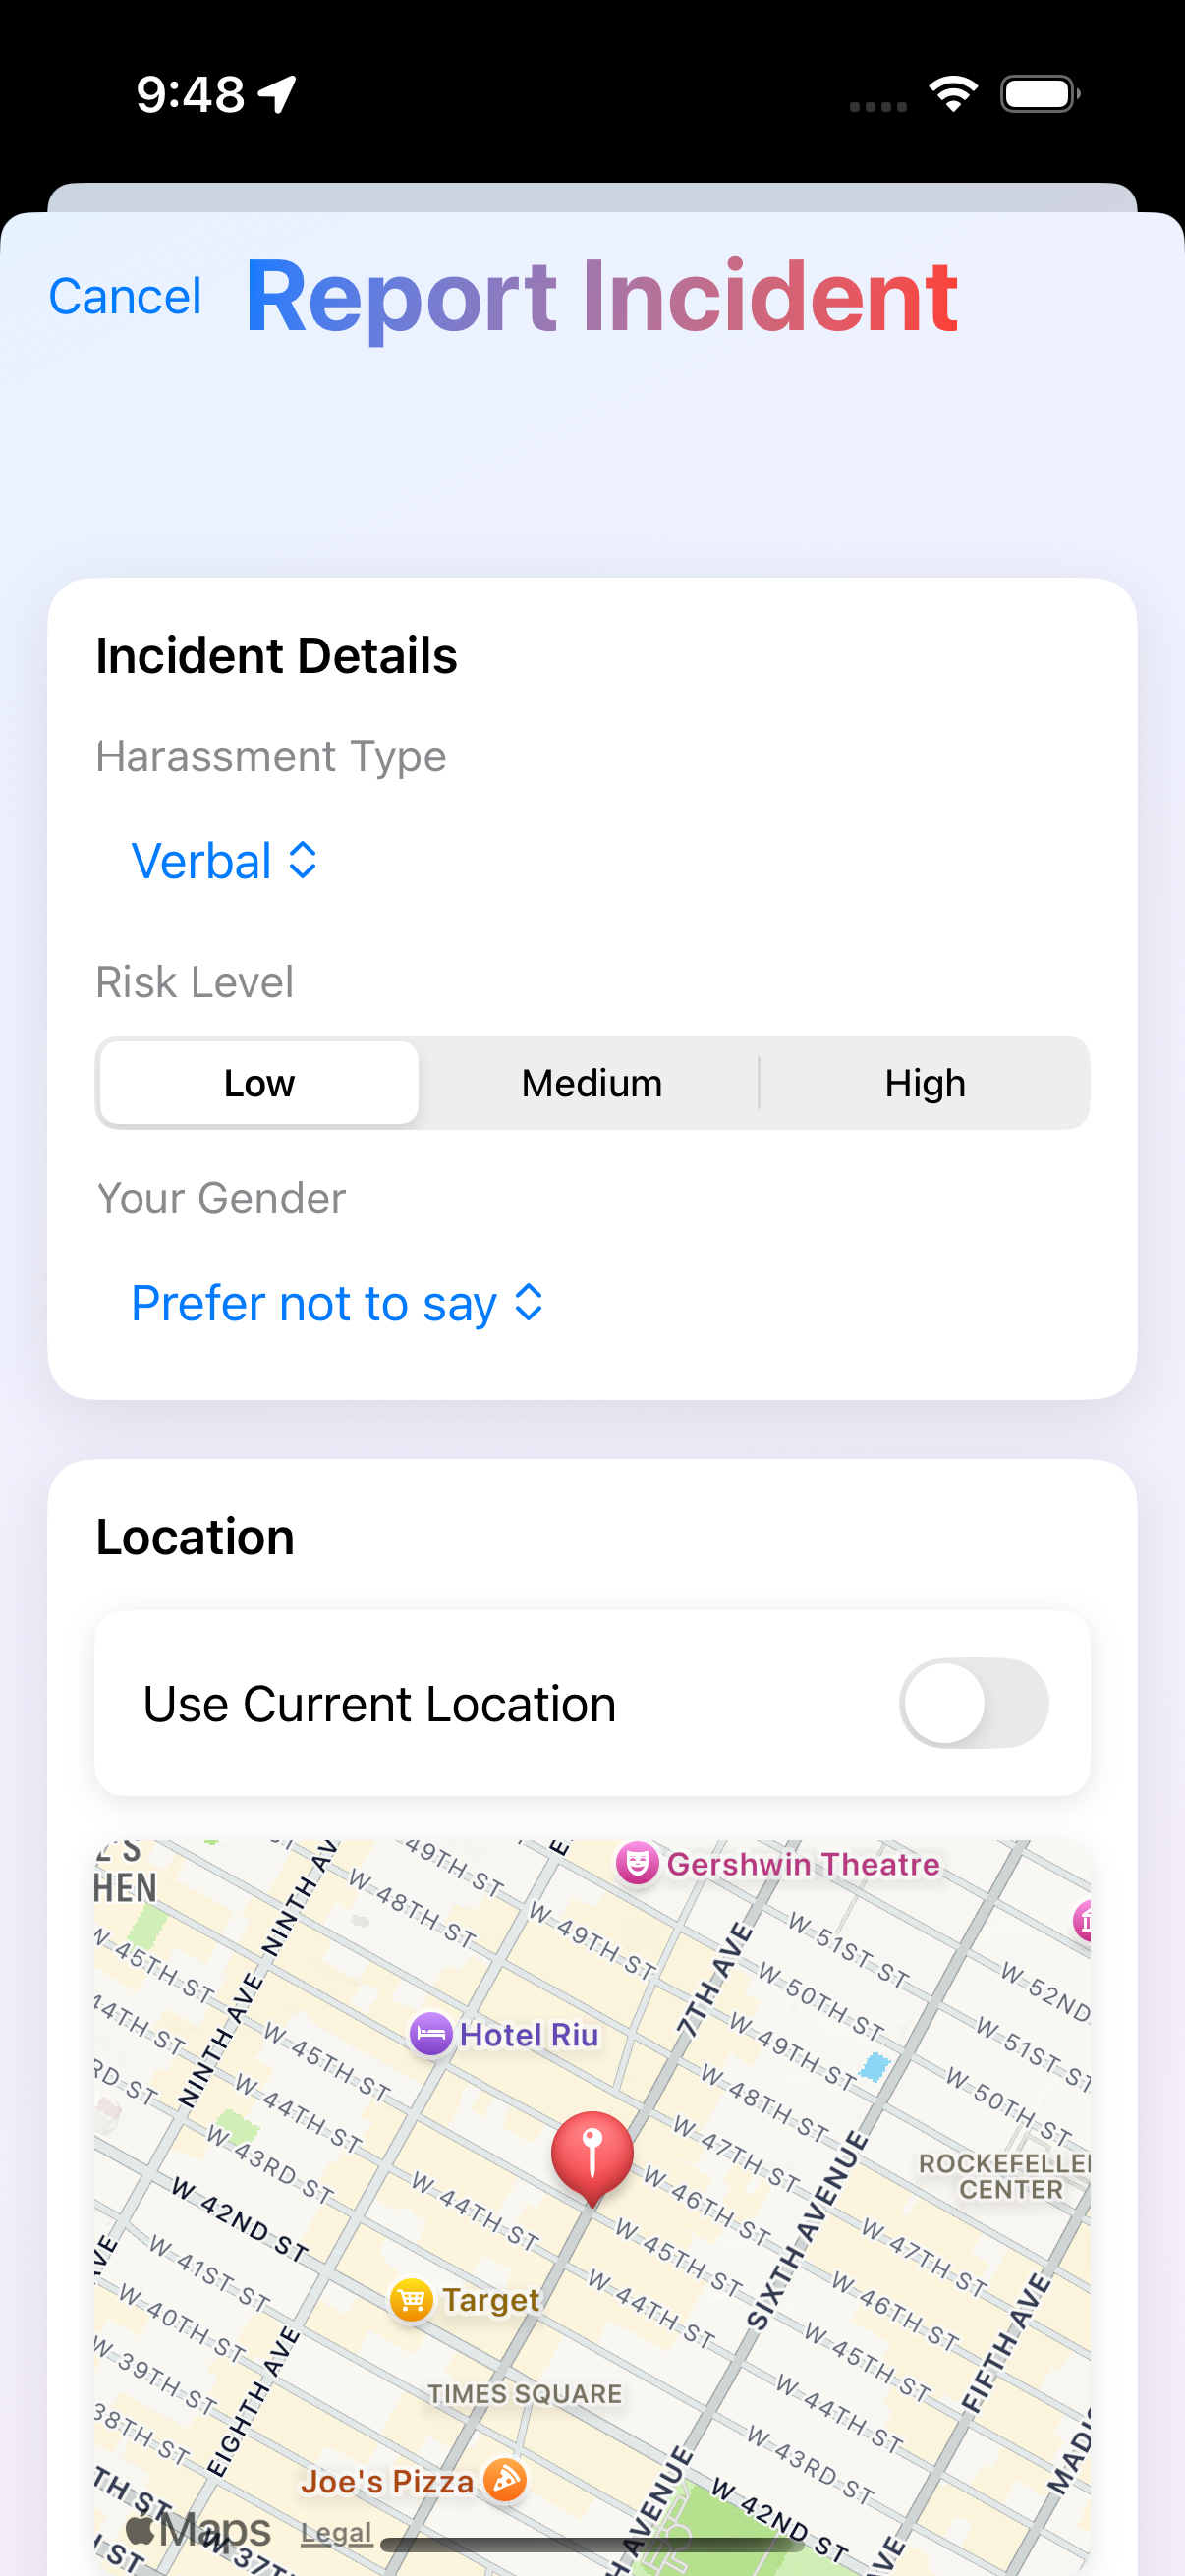 9:48
Cancel
Report Incident
Incident Details
Harassment Type
Verbal
Risk Level
Low
Medium
High
Your Gender
Prefer not to say
Location
Use Current Location
HEN
Gershwin Theatre
49TH ST
NINTH AVE
W 48TH ST
W 49TH ST
W 51ST ST
W 45TH ST
7TH AVE
W 50TH ST
W 52ND
44TH ST
NINTH AVE
Hotel Riu
W 45TH ST
W 49TH ST
W 51ST ST
RD ST
W 44TH ST
W 48TH ST
W 50TH ST
W 43RD ST
W 47TH ST
ROCKEFELLER
CENTER
W 42ND ST
W 44TH ST
W 46TH ST
SIXTH AVENUE
W 41ST ST
W 45TH ST
W 47TH ST
W 40TH ST
Target
W 44TH ST
W 46TH ST
FIFTH AVE
W 39TH ST
EIGHTH AVE
W 45TH ST
TIMES SQUARE
38TH ST
W 44TH ST
Joe's Pizza
W 43RD ST
W 42ND ST
Maps
Legal
W 37T
AVENUE